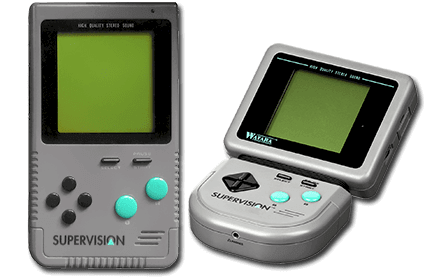 HIGH QUALITY STEREO SOUND
SUPERVISION
HIGH QUALITY STEREO SOUND
WATARA
SUPERVISION